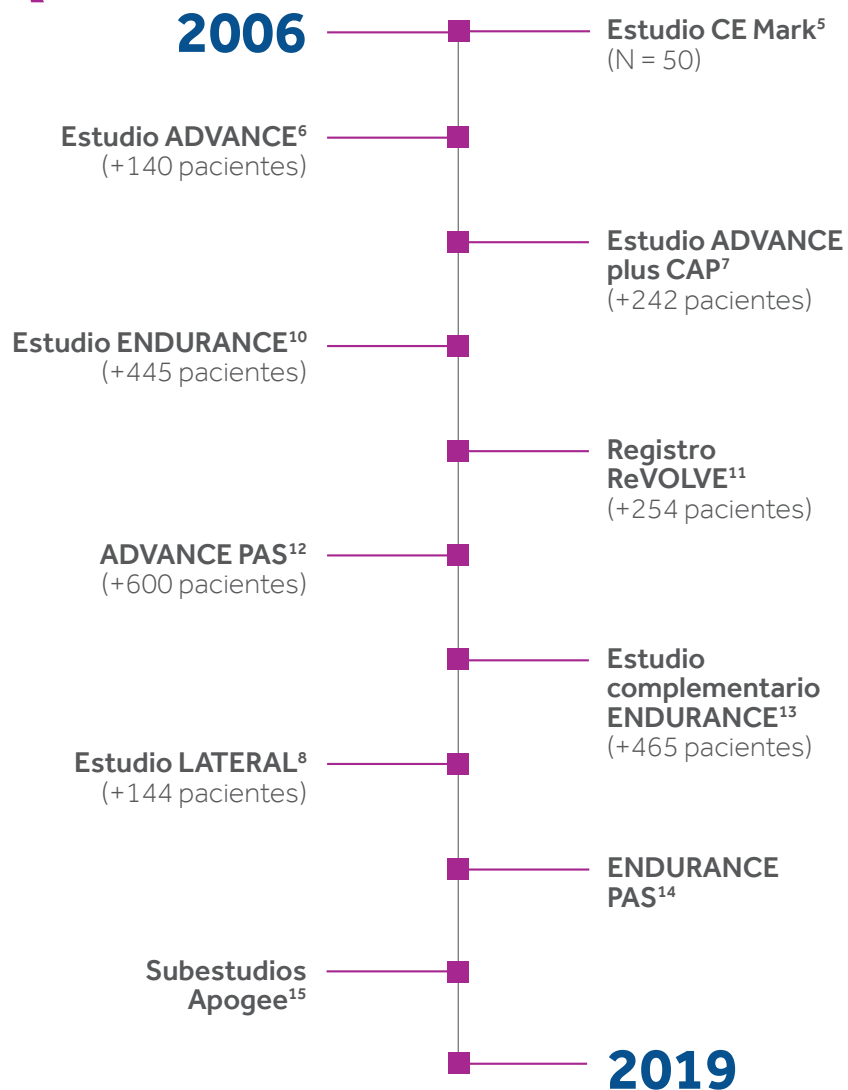 2006
Estudio CE Mark⁵
(N = 50)
Estudio ADVANCE⁶
(+140 pacientes)
Estudio ADVANCE
plus CAP⁷
(+242 pacientes)
Estudio ENDURANCE¹⁰
(+445 pacientes)
Registro
ReVOLVE¹¹
(+254 pacientes)
ADVANCE PAS¹²
(+600 pacientes)
Estudio
complementario
ENDURANCE¹³
(+465 pacientes)
Estudio LATERAL⁸
(+144 pacientes)
ENDURANCE
PAS¹⁴
Subestudios
Apogee¹⁵
2019